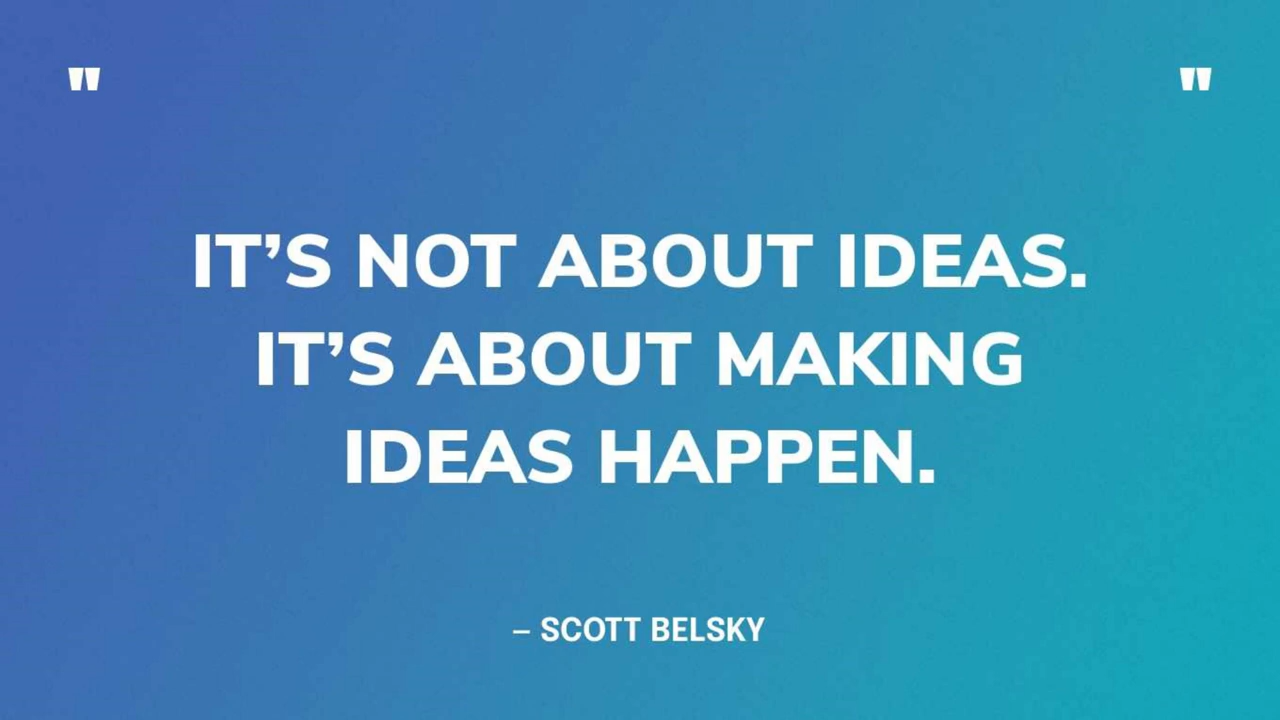 " "
IT’S NOT ABOUT IDEAS.
IT’S ABOUT MAKING
IDEAS HAPPEN.
– SCOTT BELSKY